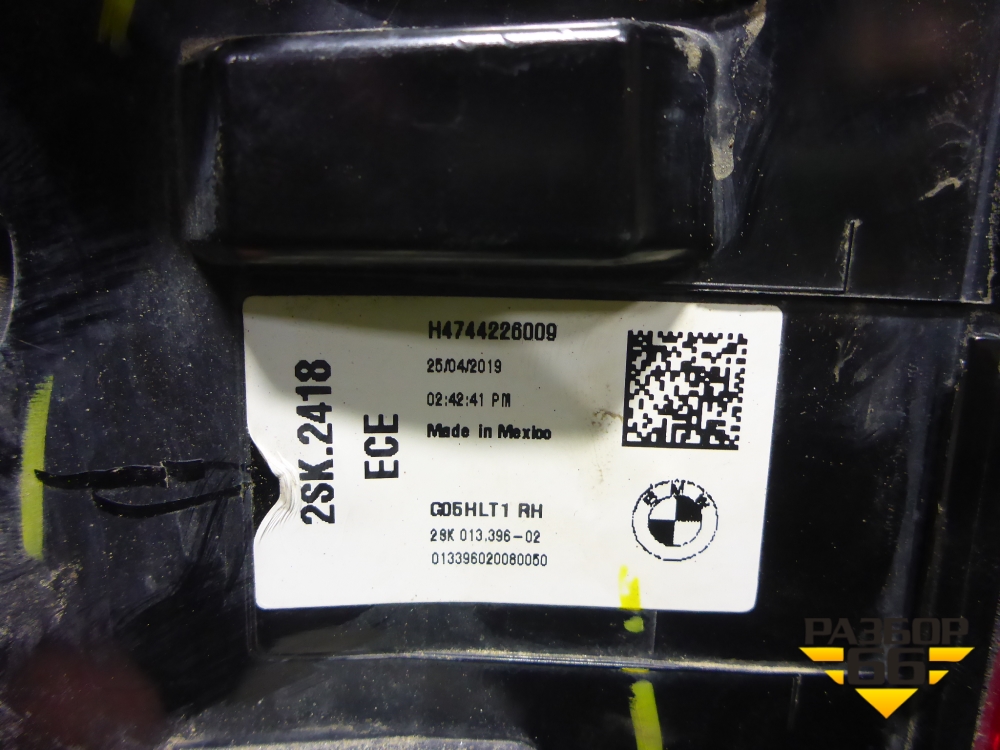 2SK.2418
ECE
H4744226009
25/04/2019
02:42:41 PM
Made in Mexico
G05HLT1 RH
2SK 013.396-02
013396020080050
BMW
РАЗБОР
66